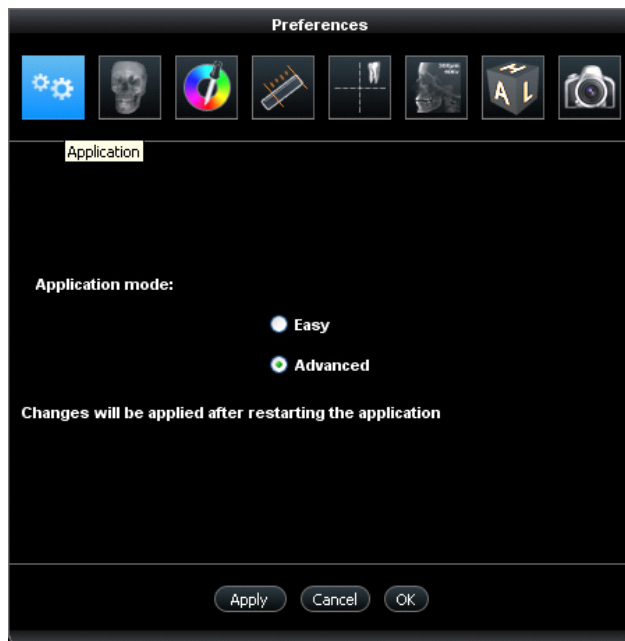 Preferences
A H L
Application
Application mode:
Easy
Advanced
Changes will be applied after restarting the application
Apply Cancel OK